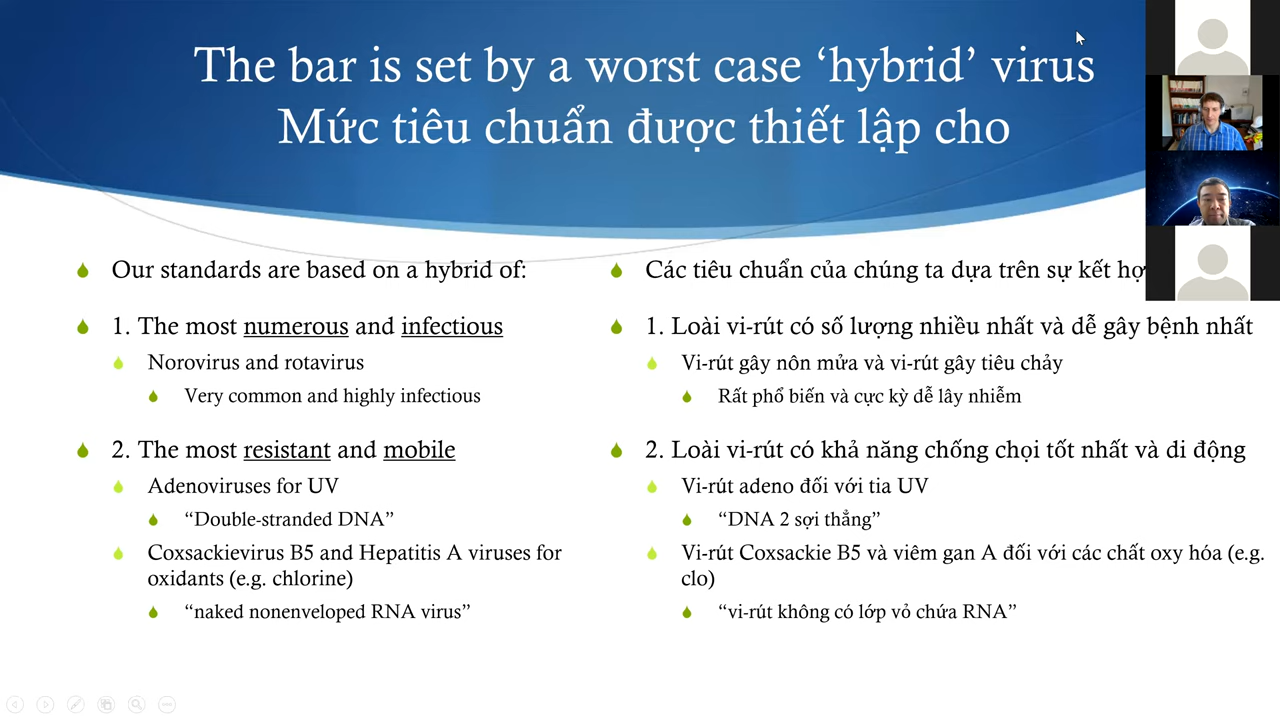 The bar is set by a worst case ‘hybrid’ virus
Mức tiêu chuẩn được thiết lập cho
Our standards are based on a hybrid of:
1. The most numerous and infectious
Norovirus and rotavirus
Very common and highly infectious
2. The most resistant and mobile
Adenoviruses for UV
“Double-stranded DNA”
Coxsackievirus B5 and Hepatitis A viruses for
oxidants (e.g. chlorine)
“naked nonenveloped RNA virus”
Các tiêu chuẩn của chúng ta dựa trên sự kết
1. Loài vi-rút có số lượng nhiều nhất và dễ gây bệnh nhất
Vi-rút gây nôn mửa và vi-rút gây tiêu chảy
Rất phổ biến và cực kỳ dễ lây nhiễm
2. Loài vi-rút có khả năng chống chọi tốt nhất và di động
Vi-rút adeno đối với tia UV
“DNA 2 sợi thẳng”
Vi-rút Coxsackie B5 và viêm gan A đối với các chất oxy hóa (e.g.
clo)
“vi-rút không có lớp vỏ chứa RNA”